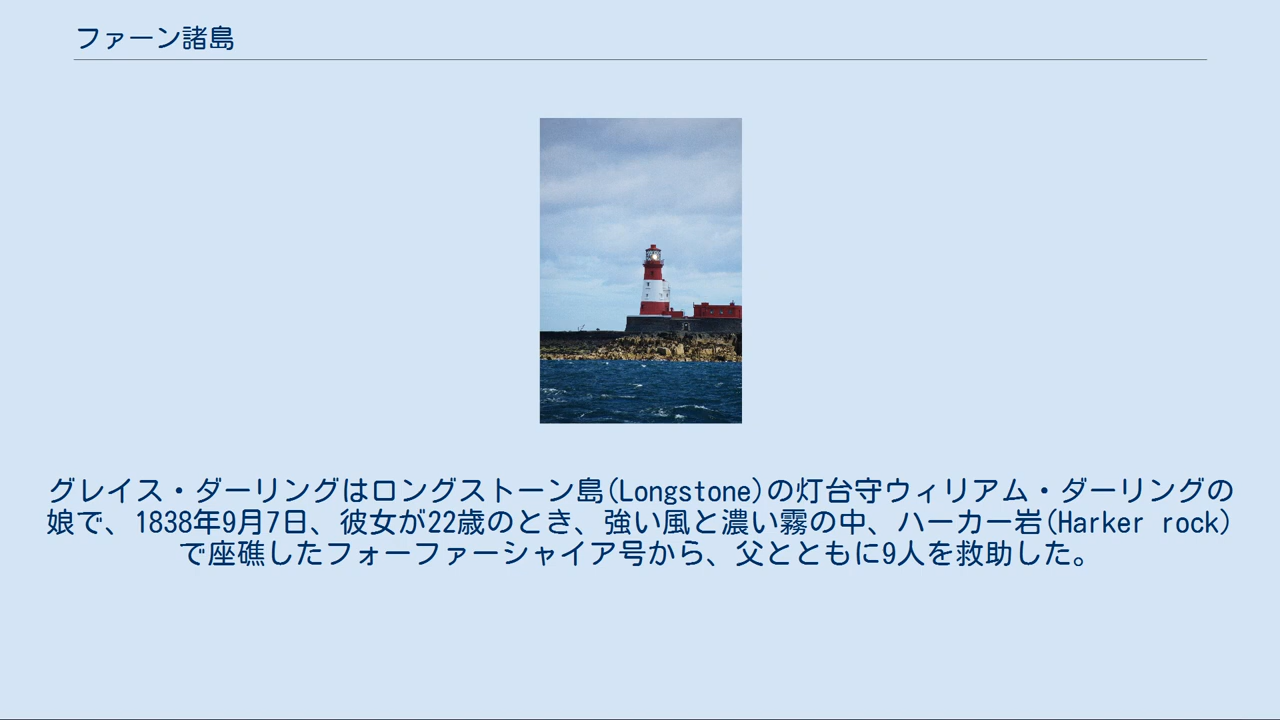 ファーン諸島
グレイス・ダーリングはロングストーン島(Longstone)の灯台守ウィリアム・ダーリングの
娘で、1838年9月7日、彼女が22歳のとき、強い風と濃い霧の中、ハーカー岩(Harker rock)
で座礁したフォーファーシャイア号から、父とともに9人を救助した。